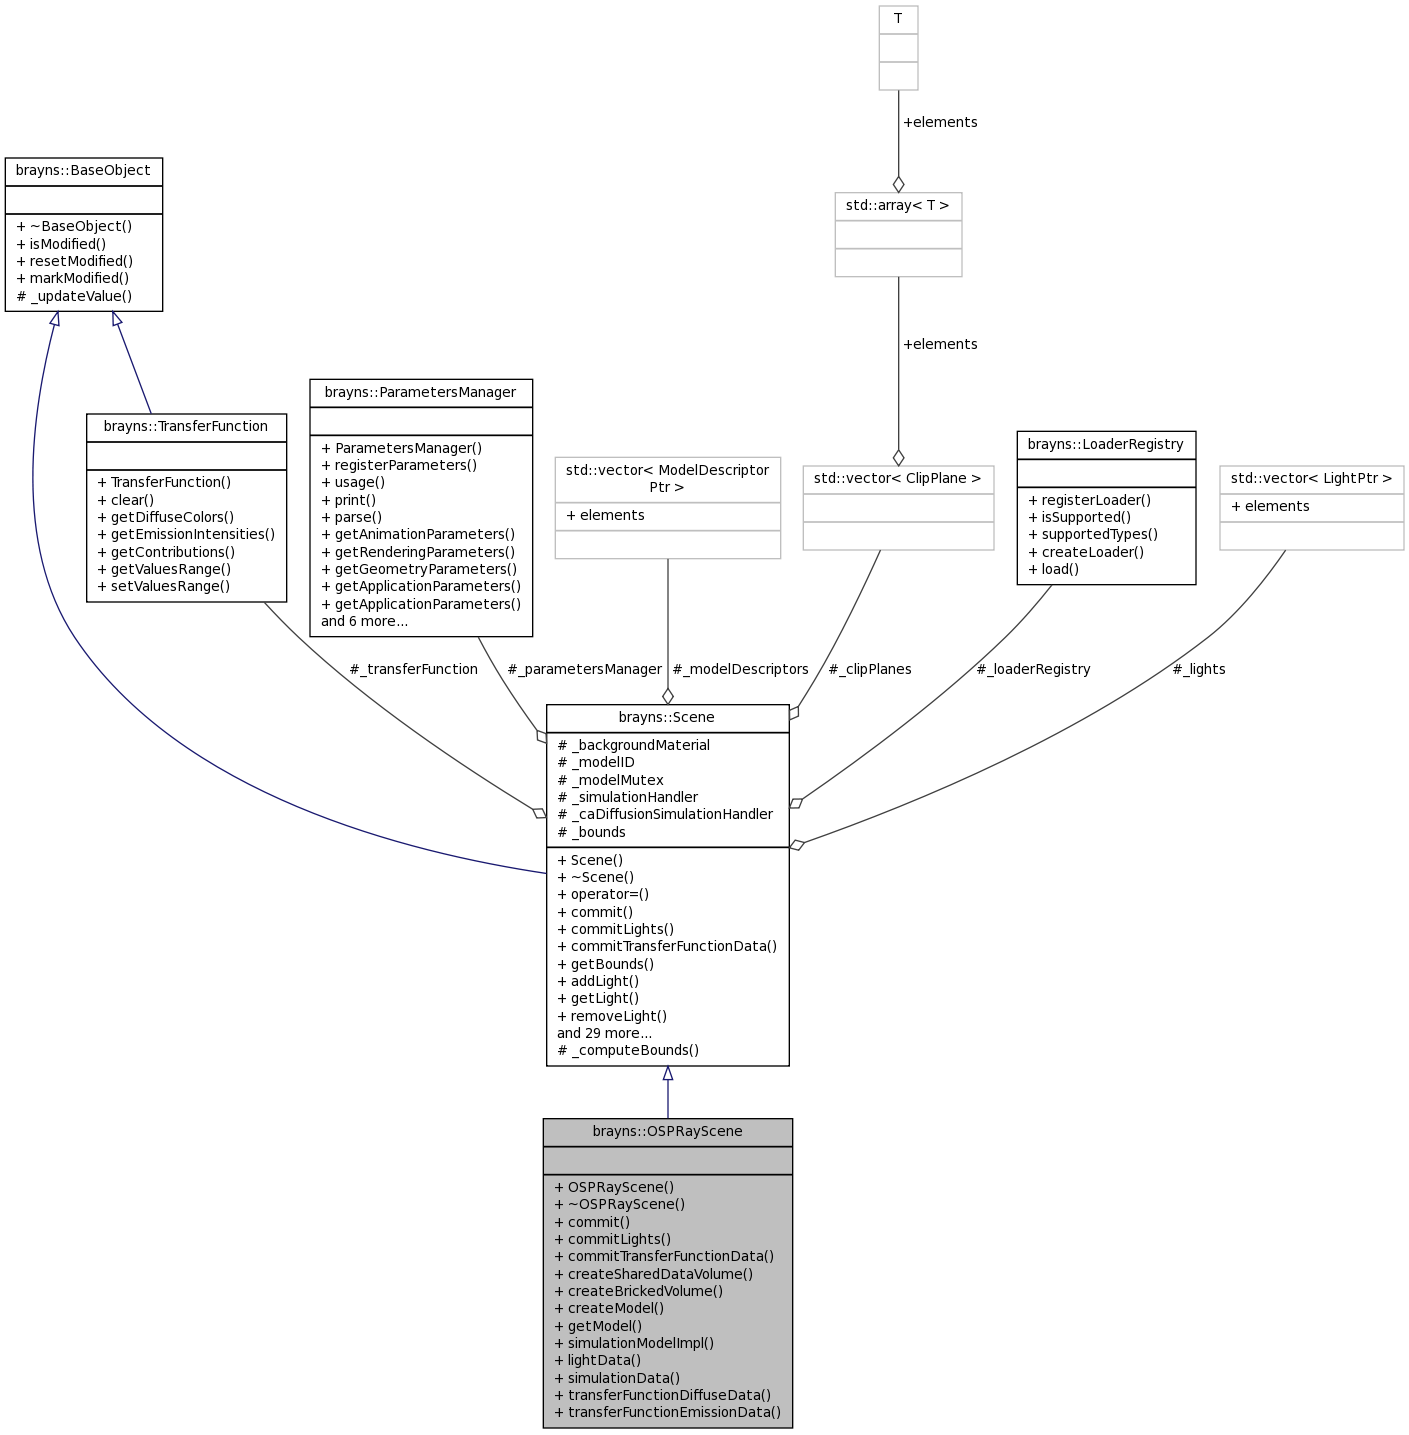 T
+elements
brayns::BaseObject
+ ~BaseObject()
+ isModified()
+ resetModified()
+ markModified()
# _updateValue()
std::array< T >
+elements
brayns::TransferFunction
+ TransferFunction()
+ clear()
+ getDiffuseColors()
+ getEmissionIntensities()
+ getContributions()
+ getValuesRange()
+ setValuesRange()
brayns::ParametersManager
+ ParametersManager()
+ registerParameters()
+ usage()
+ print()
+ parse()
+ getAnimationParameters()
+ getRenderingParameters()
+ getGeometryParameters()
+ getApplicationParameters()
+ getApplicationParameters()
and 6 more...
std::vector< ModelDescriptor
Ptr >
+ elements
std::vector< ClipPlane >
brayns::LoaderRegistry
+ registerLoader()
+ isSupported()
+ supportedTypes()
+ createLoader()
+ load()
std::vector< LightPtr >
+ elements
#_transferFunction
#_parametersManager
#_modelDescriptors
#_clipPlanes
#_loaderRegistry
#_lights
brayns::Scene
# _backgroundMaterial
# _modelID
# _modelMutex
# _simulationHandler
# _caDiffusionSimulationHandler
# _bounds
+ Scene()
+ ~Scene()
+ operator=()
+ commit()
+ commitLights()
+ commitTransferFunctionData()
+ getBounds()
+ addLight()
+ getLight()
+ removeLight()
and 29 more...
# _computeBounds()
brayns::OSPRayScene
+ OSPRayScene()
+ ~OSPRayScene()
+ commit()
+ commitLights()
+ commitTransferFunctionData()
+ createSharedDataVolume()
+ createBrickedVolume()
+ createModel()
+ getModel()
+ simulationModelImpl()
+ lightData()
+ simulationData()
+ transferFunctionDiffuseData()
+ transferFunctionEmissionData()